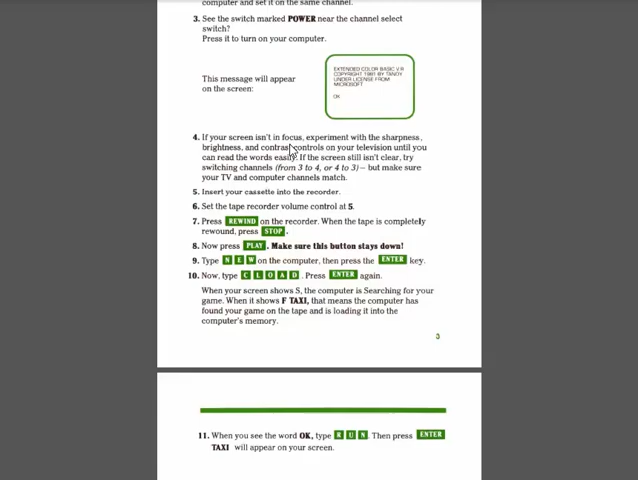 computer and set it on the same channel.
3. See the switch marked POWER near the channel select
switch?
Press it to turn on your computer.
This message will appear
on the screen:
EXTENDED COLOR BASIC V.R
COPYRIGHT 1981 BY TANDY
UNDER LICENSE FROM
MICROSOFT
OK
4. If your screen isn't in focus, experiment with the sharpness,
brightness, and contrast controls on your television until you
can read the words easily. If the screen still isn't clear, try
switching channels (from 3 to 4, or 4 to 3)— but make sure
your TV and computer channels match.
5. Insert your cassette into the recorder.
6. Set the tape recorder volume control at 5.
7. Press REWIND on the recorder. When the tape is completely
rewound, press STOP.
8. Now press PLAY. Make sure this button stays down!
9. Type N E W on the computer, then press the ENTER key.
10. Now, type C L O A D. Press ENTER again.
When your screen shows S, the computer is Searching for your
game. When it shows F TAXI, that means the computer has
found your game on the tape and is loading it into the
computer's memory.
3
11. When you see the word OK, type R U N. Then press ENTER
TAXI will appear on your screen.